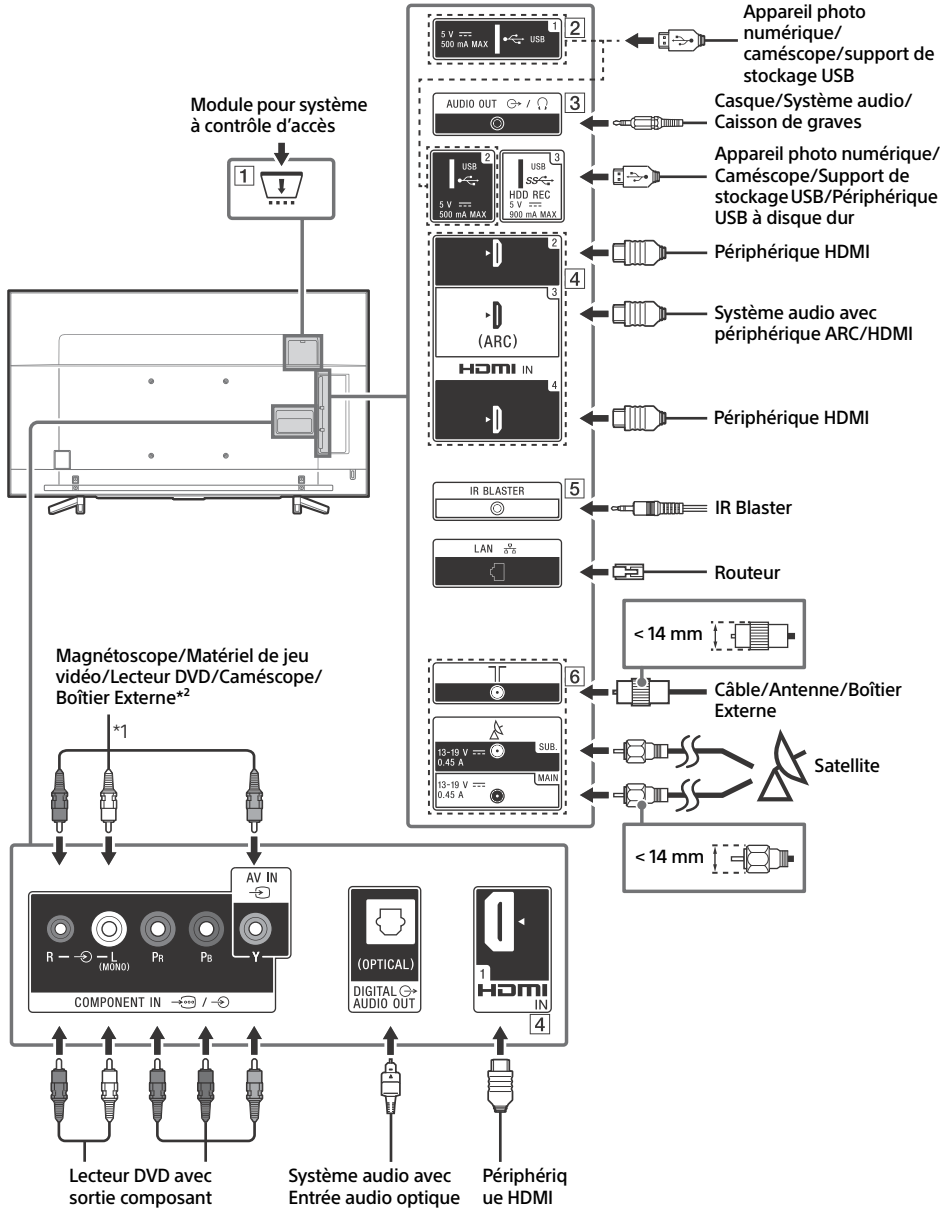 Appareil photo
numérique/
caméscope/support de
stockage USB
5 V
500 mA MAX
USB
1
2
Module pour système
à contrôle d'accès
1
AUDIO OUT
/
3
Casque/Système audio/
Caisson de graves
USB
2
5 V
500 mA MAX
USB
3
SS
HDD REC
5 V
900 mA MAX
Appareil photo numérique/
Caméscope/Support de
stockage USB/Périphérique
USB à disque dur
2
4
Périphérique HDMI
3
(ARC)
Système audio avec
périphérique ARC/HDMI
HDMI IN
4
Périphérique HDMI
IR BLASTER
5
IR Blaster
LAN
Routeur
< 14 mm
6
Câble/Antenne/Boîtier
Externe
13-19 V
0.45 A
SUB.
13-19 V
0.45 A
MAIN
Satellite
< 14 mm
Magnétoscope/Matériel de jeu
vidéo/Lecteur DVD/Caméscope/
Boîtier Externe*2
*1
AV IN
R L
(MONO)
PR
PB
Y
COMPONENT IN /
(OPTICAL)
DIGITAL
AUDIO OUT
1
HDMI
IN
4
Lecteur DVD avec
sortie composant
Système audio avec
Entrée audio optique
Périphériq
ue HDMI